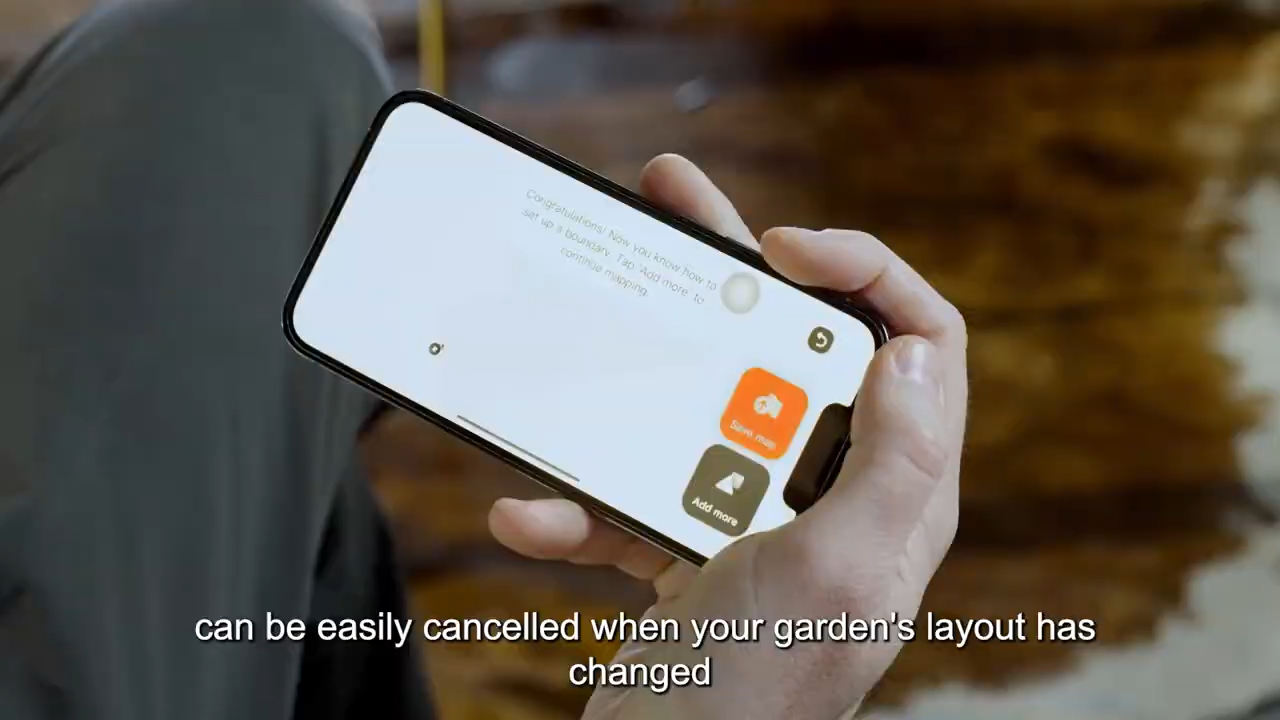 Congratulations! Now you know how to
set up a boundary. Tap 'Add more' to
continue mapping.
Save map
Add more
can be easily cancelled when your garden's layout has
changed